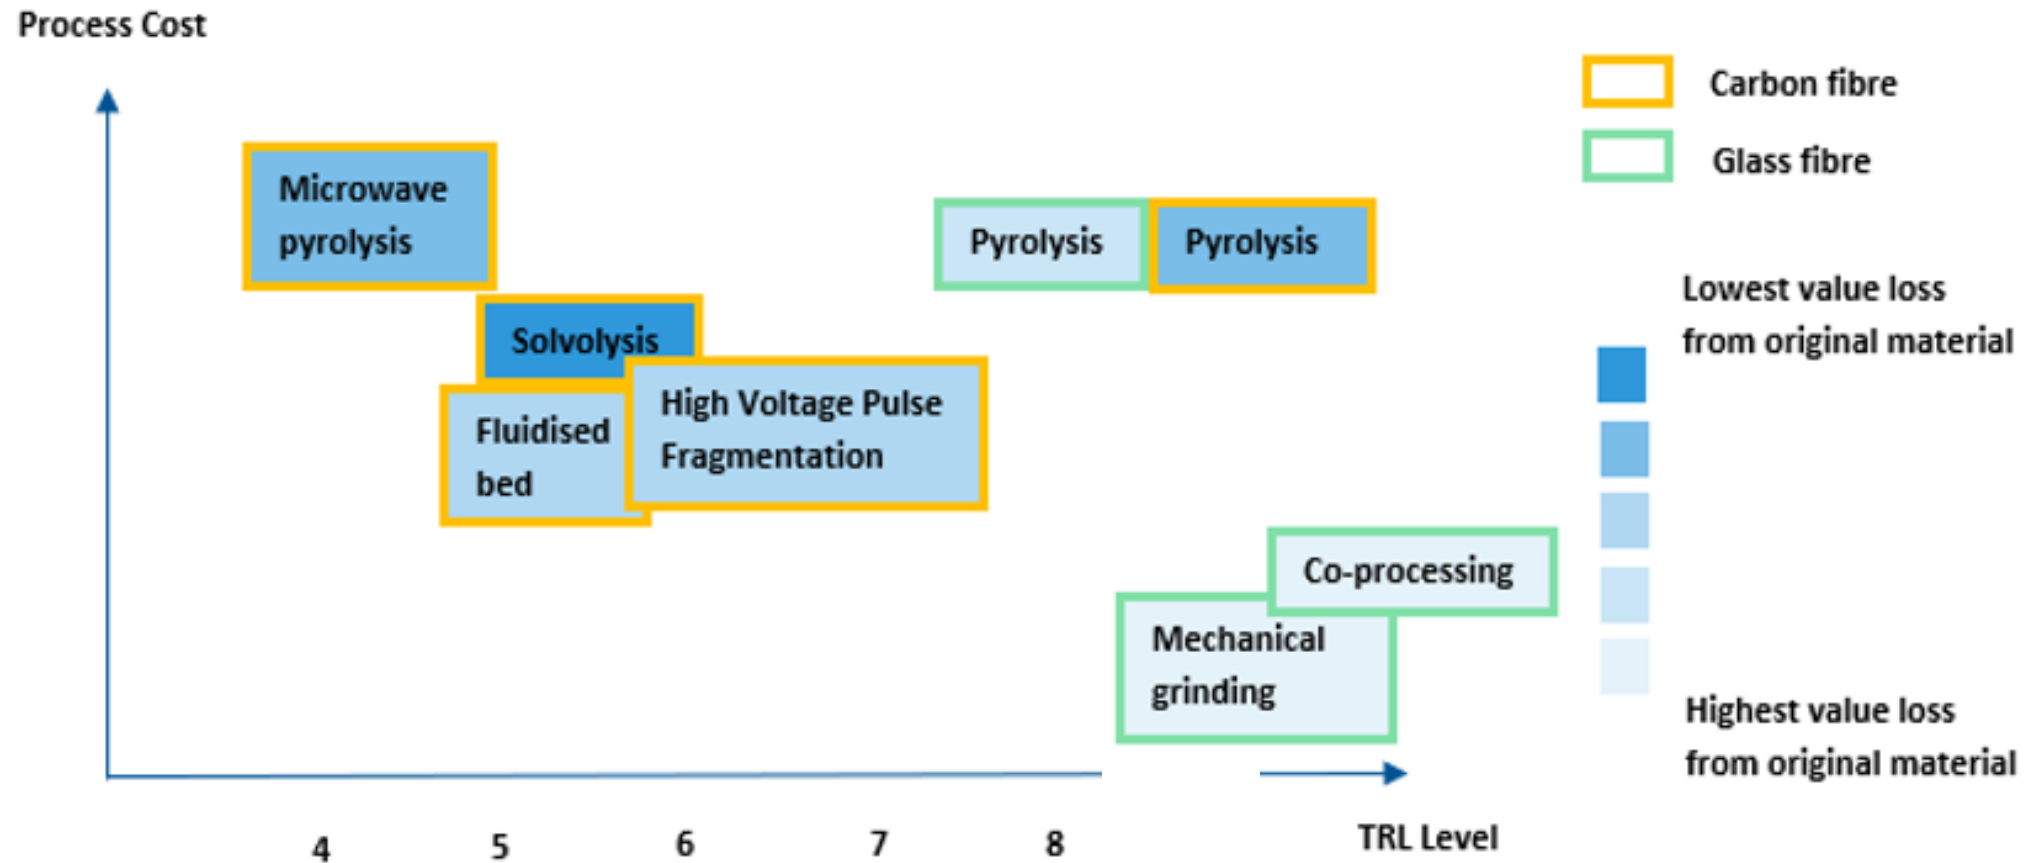 Process Cost
Carbon fibre
Glass fibre
Microwave
pyrolysis
Pyrolysis
Pyrolysis
Lowest value loss
from original material
Solvolysis
High Voltage Pulse
Fragmentation
Fluidised
bed
Co-processing
Mechanical
grinding
Highest value loss
from original material
4
5
6
7
8
TRL Level